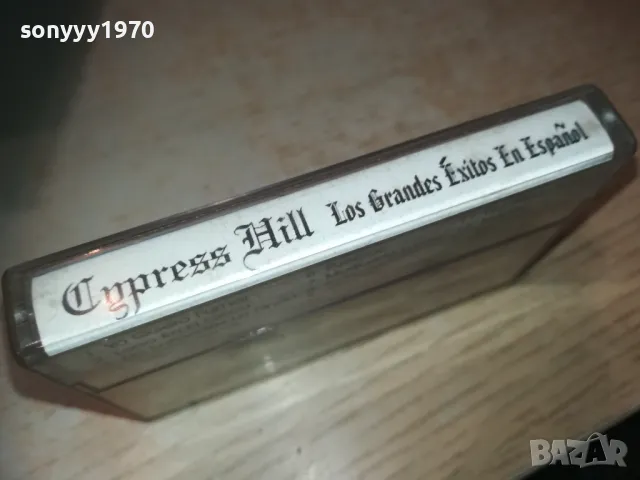 sonyyy1970
Cypress Hill Los Grandes Éxitos En Español
BAZAR